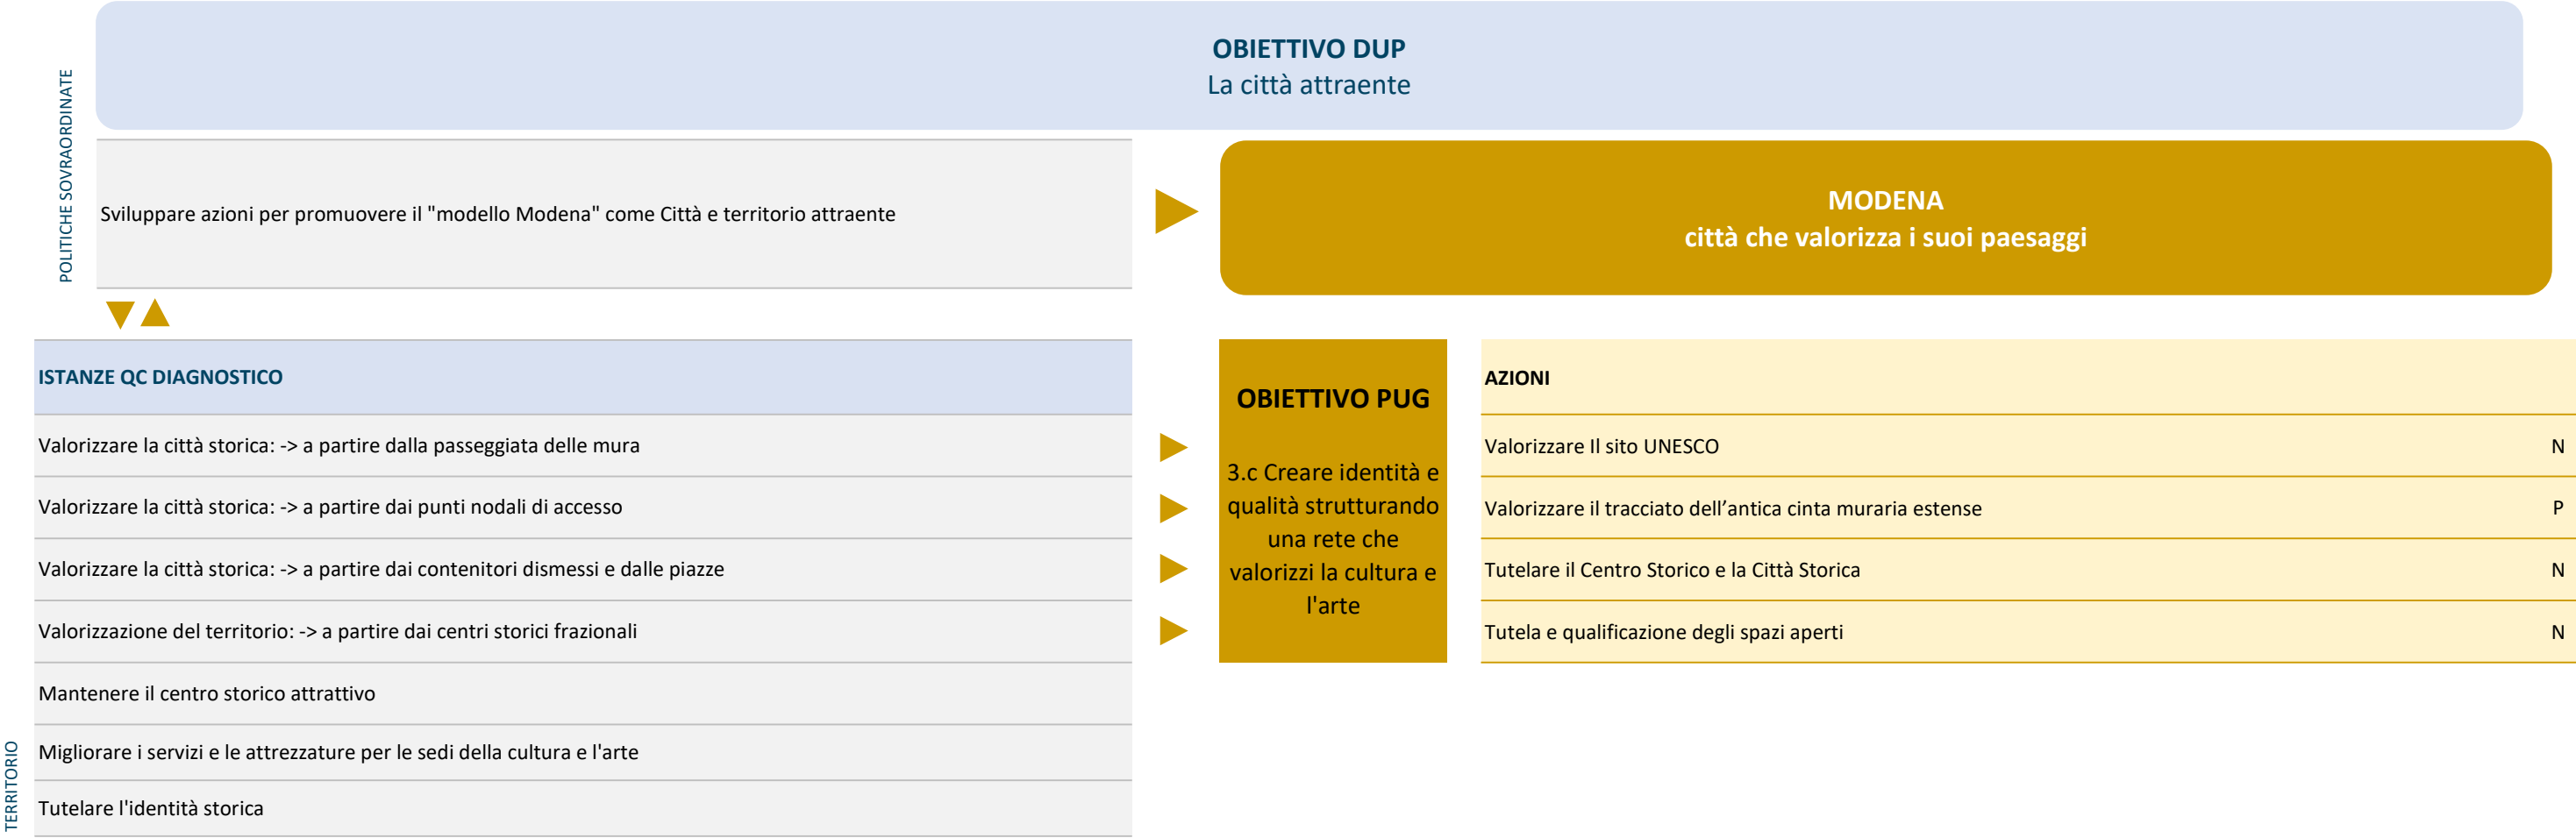 OBIETTIVO DUP
La città attraente
POLITICHE SOVRAORDINATE
Sviluppare azioni per promuovere il "modello Modena" come Città e territorio attraente
MODENA
città che valorizza i suoi paesaggi
ISTANZE QC DIAGNOSTICO
Valorizzare la città storica: -> a partire dalla passeggiata delle mura
Valorizzare la città storica: -> a partire dai punti nodali di accesso
Valorizzare la città storica: -> a partire dai contenitori dismessi e dalle piazze
Valorizzazione del territorio: -> a partire dai centri storici frazionali
Mantenere il centro storico attrattivo
Migliorare i servizi e le attrezzature per le sedi della cultura e l'arte
Tutelare l'identità storica
TERRITORIO
OBIETTIVO PUG
3.c Creare identità e
qualità strutturando
una rete che
valorizzi la cultura e
l'arte
AZIONI
Valorizzare Il sito UNESCO N
Valorizzare il tracciato dell’antica cinta muraria estense P
Tutelare il Centro Storico e la Città Storica N
Tutela e qualificazione degli spazi aperti N